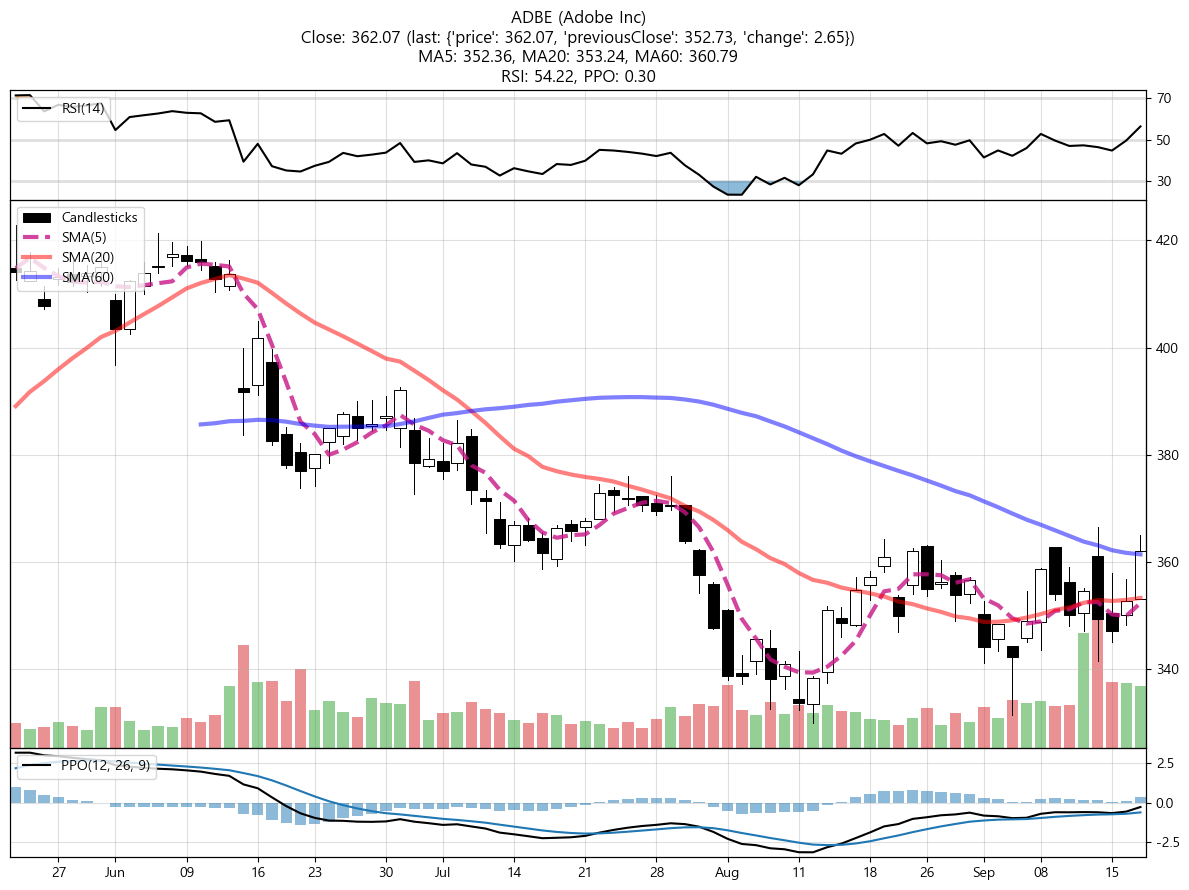 ADBE (Adobe Inc)
Close: 362.07 (last: {'price': 362.07, 'previousClose': 352.73, 'change': 2.65})
MA5: 352.36, MA20: 353.24, MA60: 360.79
RSI: 54.22, PPO: 0.30
RSI(14)
70
50
30
Candlesticks
SMA(5)
SMA(20)
SMA(60)
420
400
380
360
340
PPO(12, 26, 9)
2.5
0.0
−2.5
27 Jun 09 16 23 30 Jul 14 21 28 Aug 11 18 26 Sep 08 15